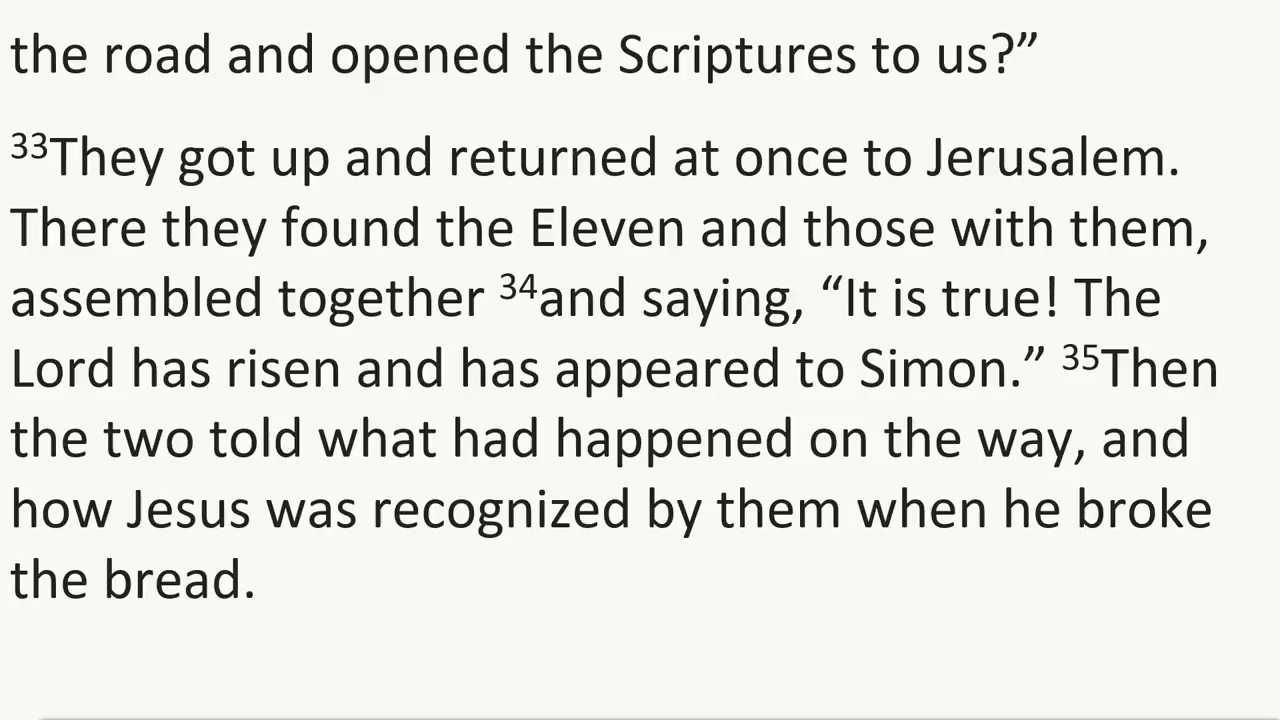 the road and opened the Scriptures to us?”
³³They got up and returned at once to Jerusalem.
There they found the Eleven and those with them,
assembled together ³⁴and saying, “It is true! The
Lord has risen and has appeared to Simon.” ³⁵Then
the two told what had happened on the way, and
how Jesus was recognized by them when he broke
the bread.